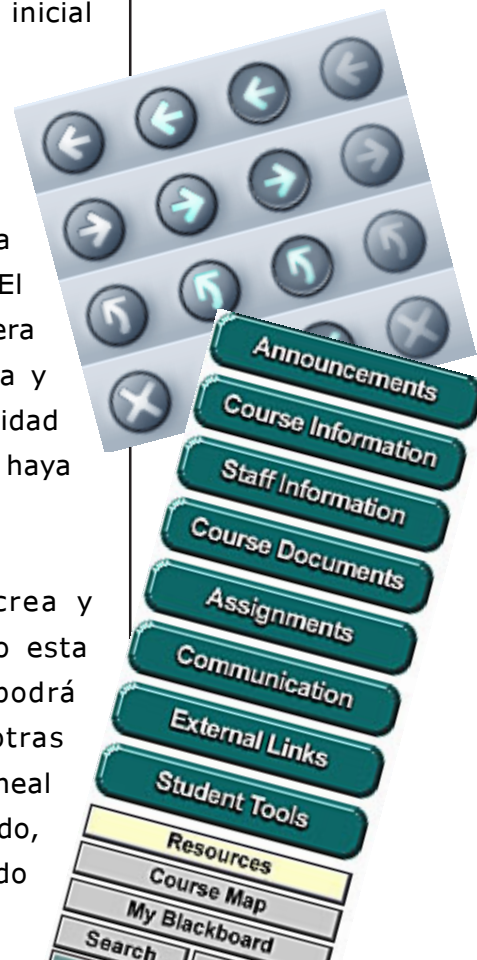 inicial
a
El
era
a y
idad
haya
crea y
o esta
podrá
otras
neal
do,
do
Announcements
Course Information
Staff Information
Course Documents
Assignments
Communication
External Links
Student Tools
Resources
Course Map
My Blackboard
Search